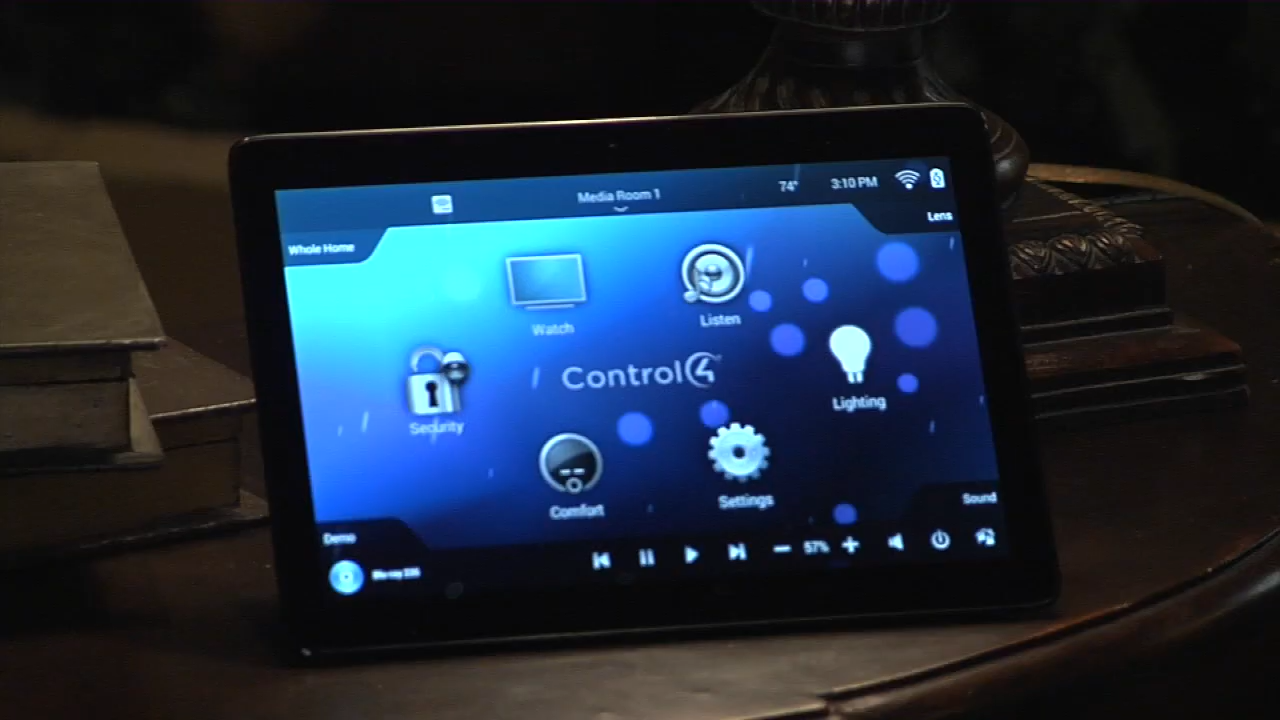 Media Room 1
74°
3:10 PM
Whole Home
Lens
Watch
Listen
Security
Control4
Lighting
Comfort
Settings
Demo
Sound
57%